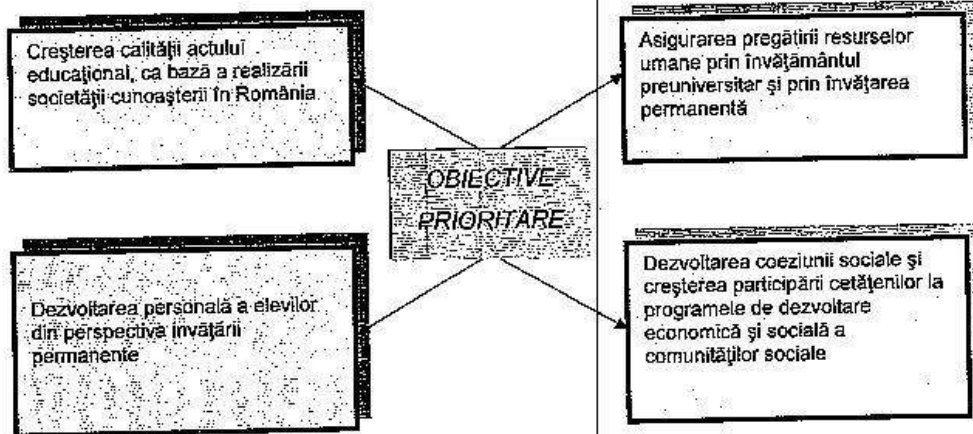 Creşterea calităţii actului
educaţional, ca bază a realizării
societăţii cunoaşterii în România
Asigurarea pregătirii resurselor
umane prin învăţământul
preuniversitar şi prin învăţarea
permanentă
OBIECTIVE
PRIORITARE
Dezvoltarea personală a elevilor
din perspectiva învăţării
permanente
Dezvoltarea coeziunii sociale şi
creşterea participării cetăţenilor la
programele de dezvoltare
economică şi socială a
comunităţilor sociale